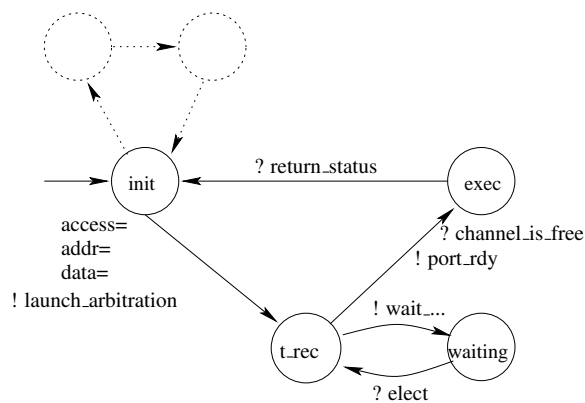 ? return_status
init
exec
access=
addr=
data=
! launch_arbitration
? channel_is_free
! port_rdy
! wait_...
t_rec
waiting
? elect